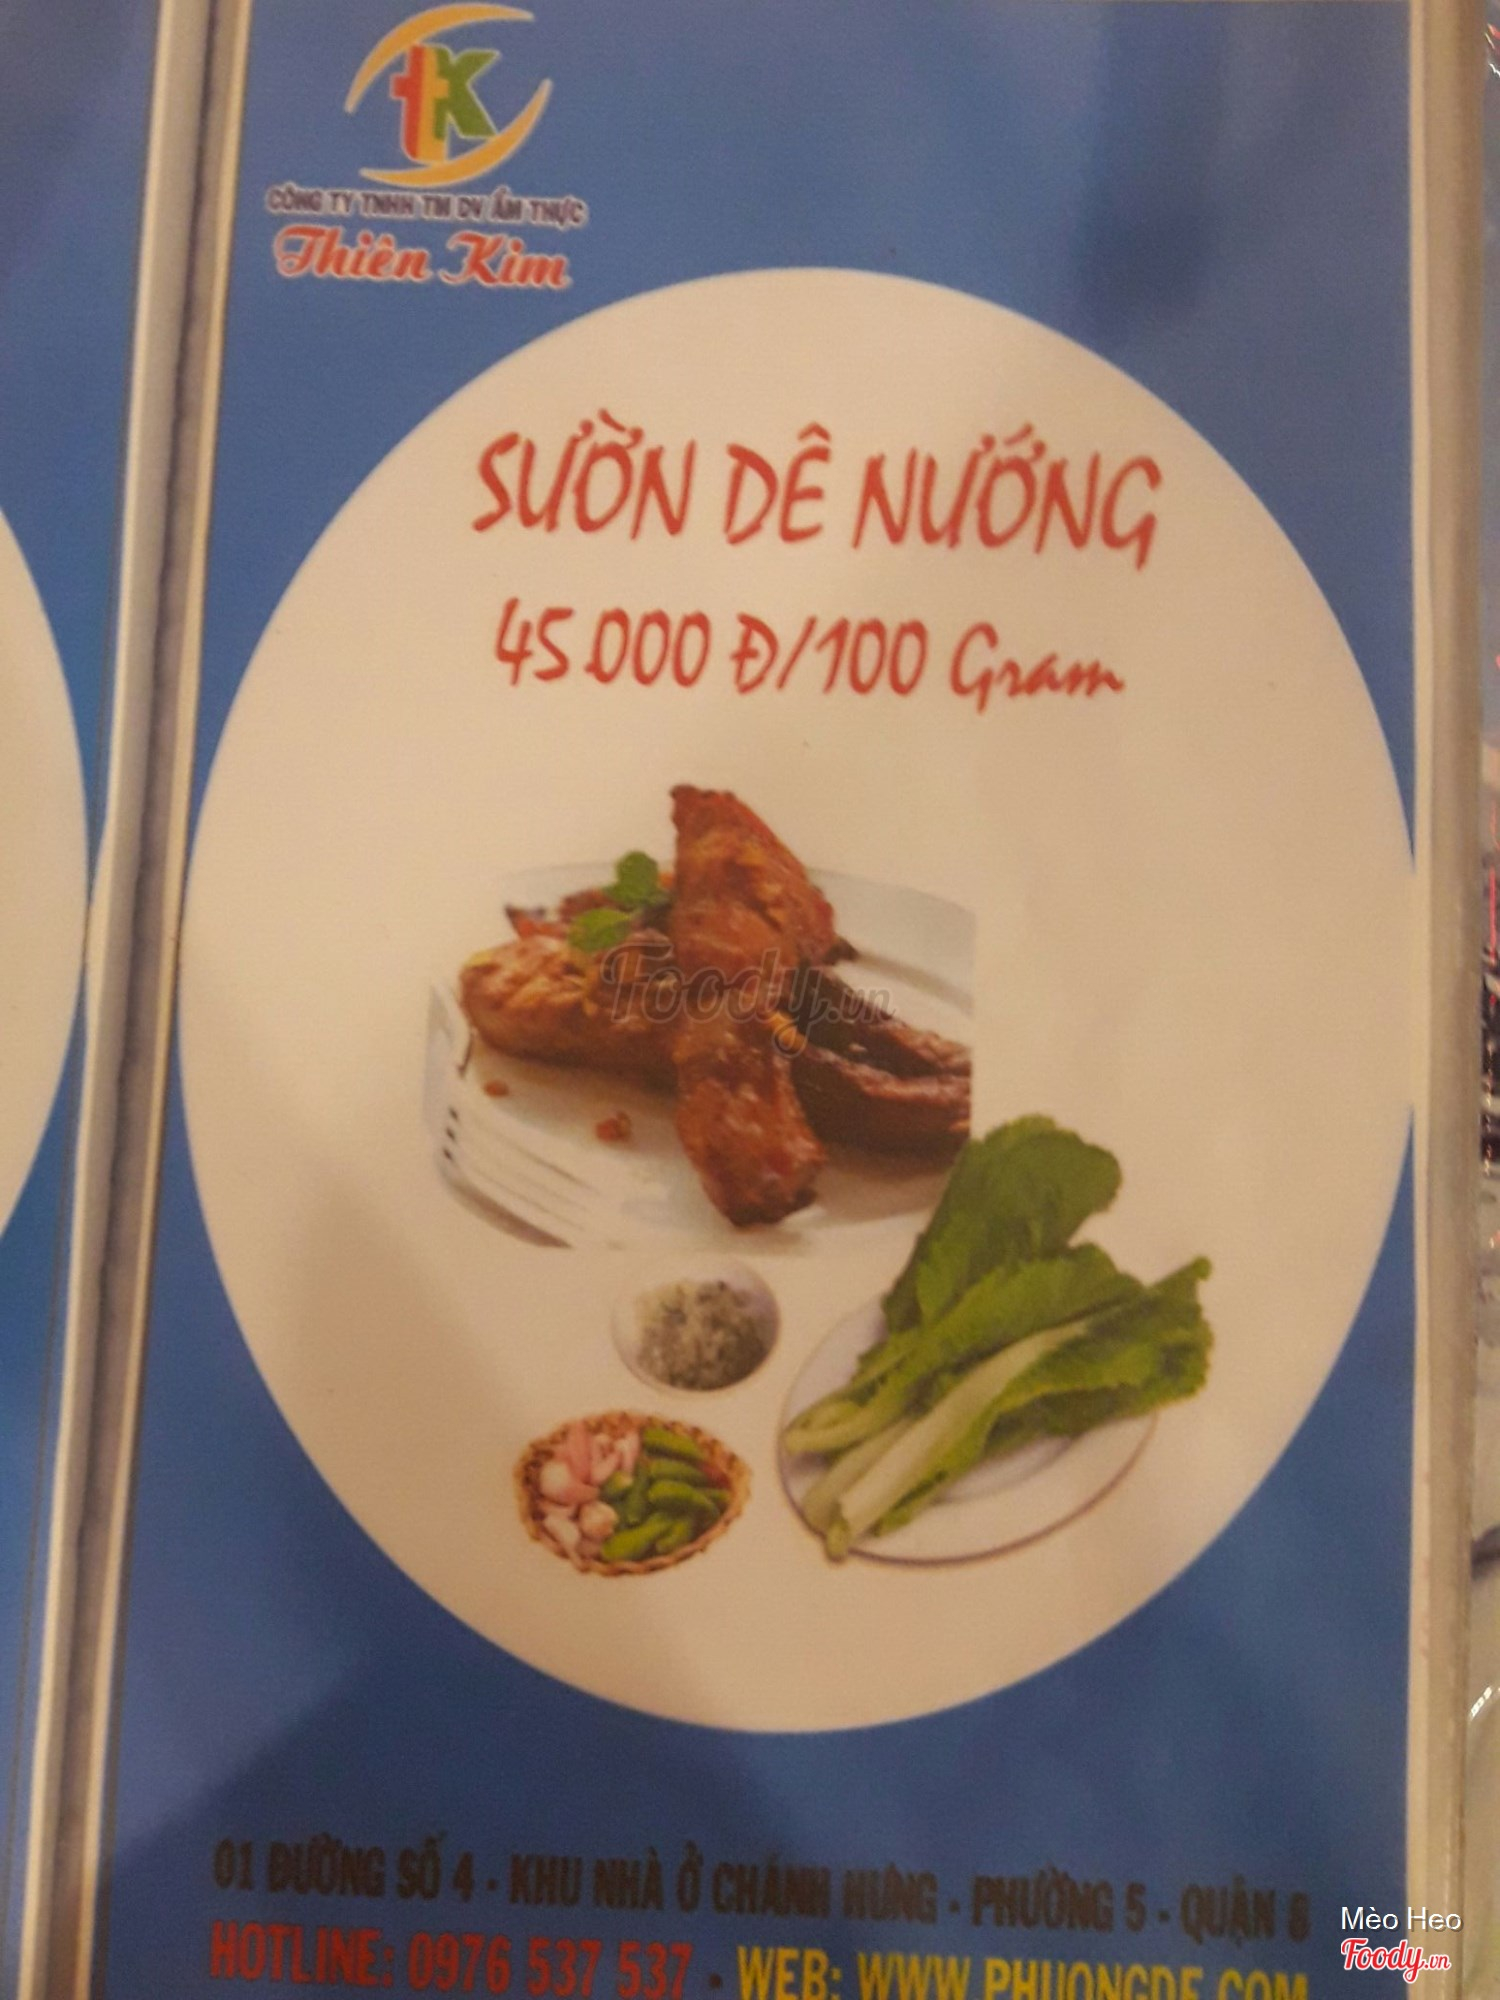 tK
CÔNG TY TNHH TM DV ẨM THỰC
Thiên Kim
SƯỜN DÊ NƯỚNG
45.000 Đ/100 Gram
Foody.vn
01 ĐƯỜNG SỐ 4 - KHU NHÀ Ở CHÁNH HƯNG - PHƯỜNG 5 - QUẬN 8
HOTLINE: 0976 537 537 - WEB: WWW.PHUONGDE.COM
Mèo Heo
Foody.vn